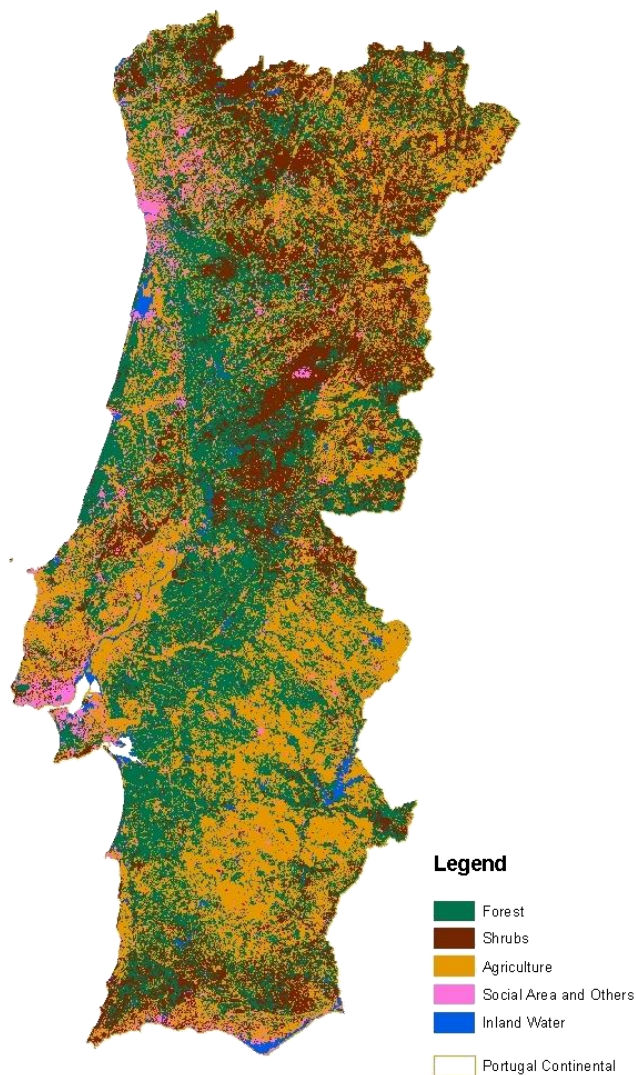 Legend
Forest
Shrubs
Agriculture
Social Area and Others
Inland Water
Portugal Continental